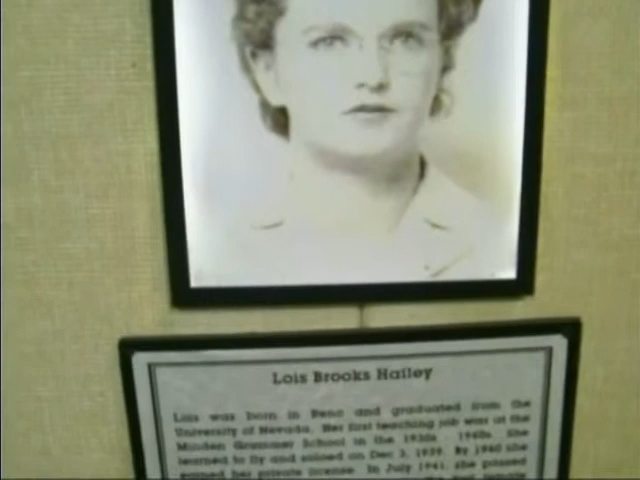 Lois Brooks Hailey
Lois was born in Reno and graduated from the
University of Nevada. Her first teaching job was at the
Minden Grammar School in the 1930s - 1940s. She
learned to fly and soloed on Dec 3, 1939. By 1940 she
earned her private license. In July 1941, she passed